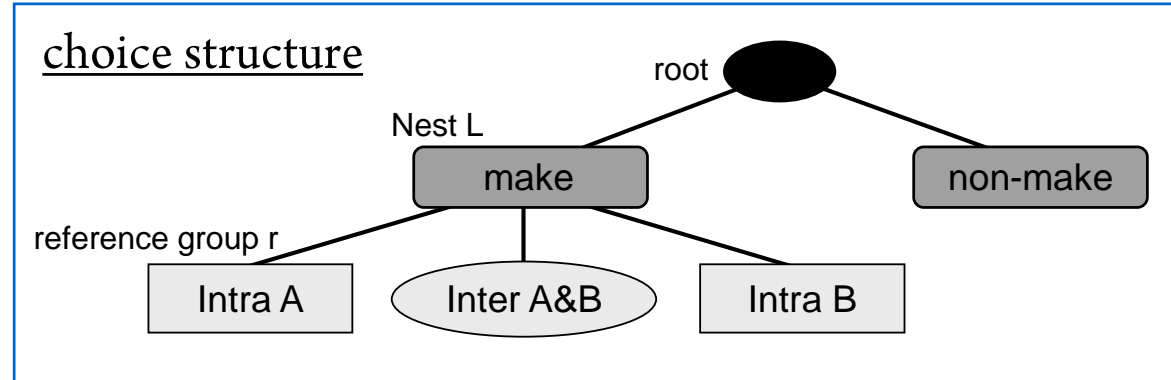 choice structure
root
Nest L
make
non-make
reference group r
Intra A
Inter A&B
Intra B